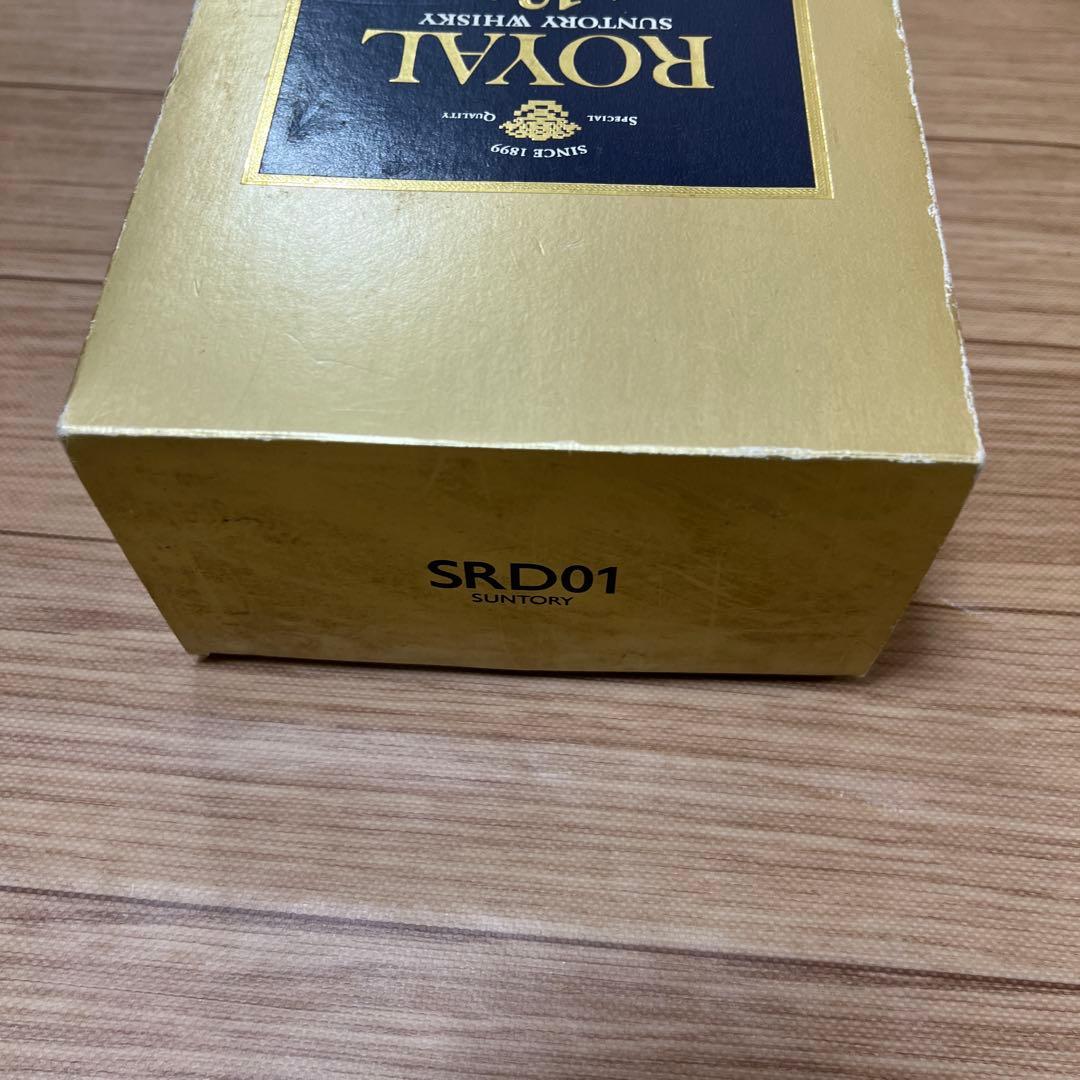 SINCE 1899
SPECIAL QUALITY
ROYAL
SUNTORY WHISKY
SRD01
SUNTORY